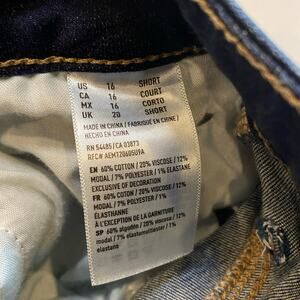 US 16 SHORT
CA 16 COURT
MX 16 CORTO
UK 20 SHORT
MADE IN CHINA / FABRIQUÉ EN CHINE /
HECHO EN CHINA
RN 54485/CA 03873
RFC# AEM120605U9A
EN 60% COTTON / 20% VISCOSE / 12%
MODAL / 7% POLYESTER / 1% ELASTANE
EXCLUSIVE OF DECORATION
FR 60% COTON / 20% VISCOSE / 12%
MODAL / 7% POLYESTER / 1%
ÉLASTHANNE
À L'EXCEPTION DE LA GARNITURE
SP 60% algodón / 20% viscose / 12%
modal / 7% elastomultiéster / 1%
elastano